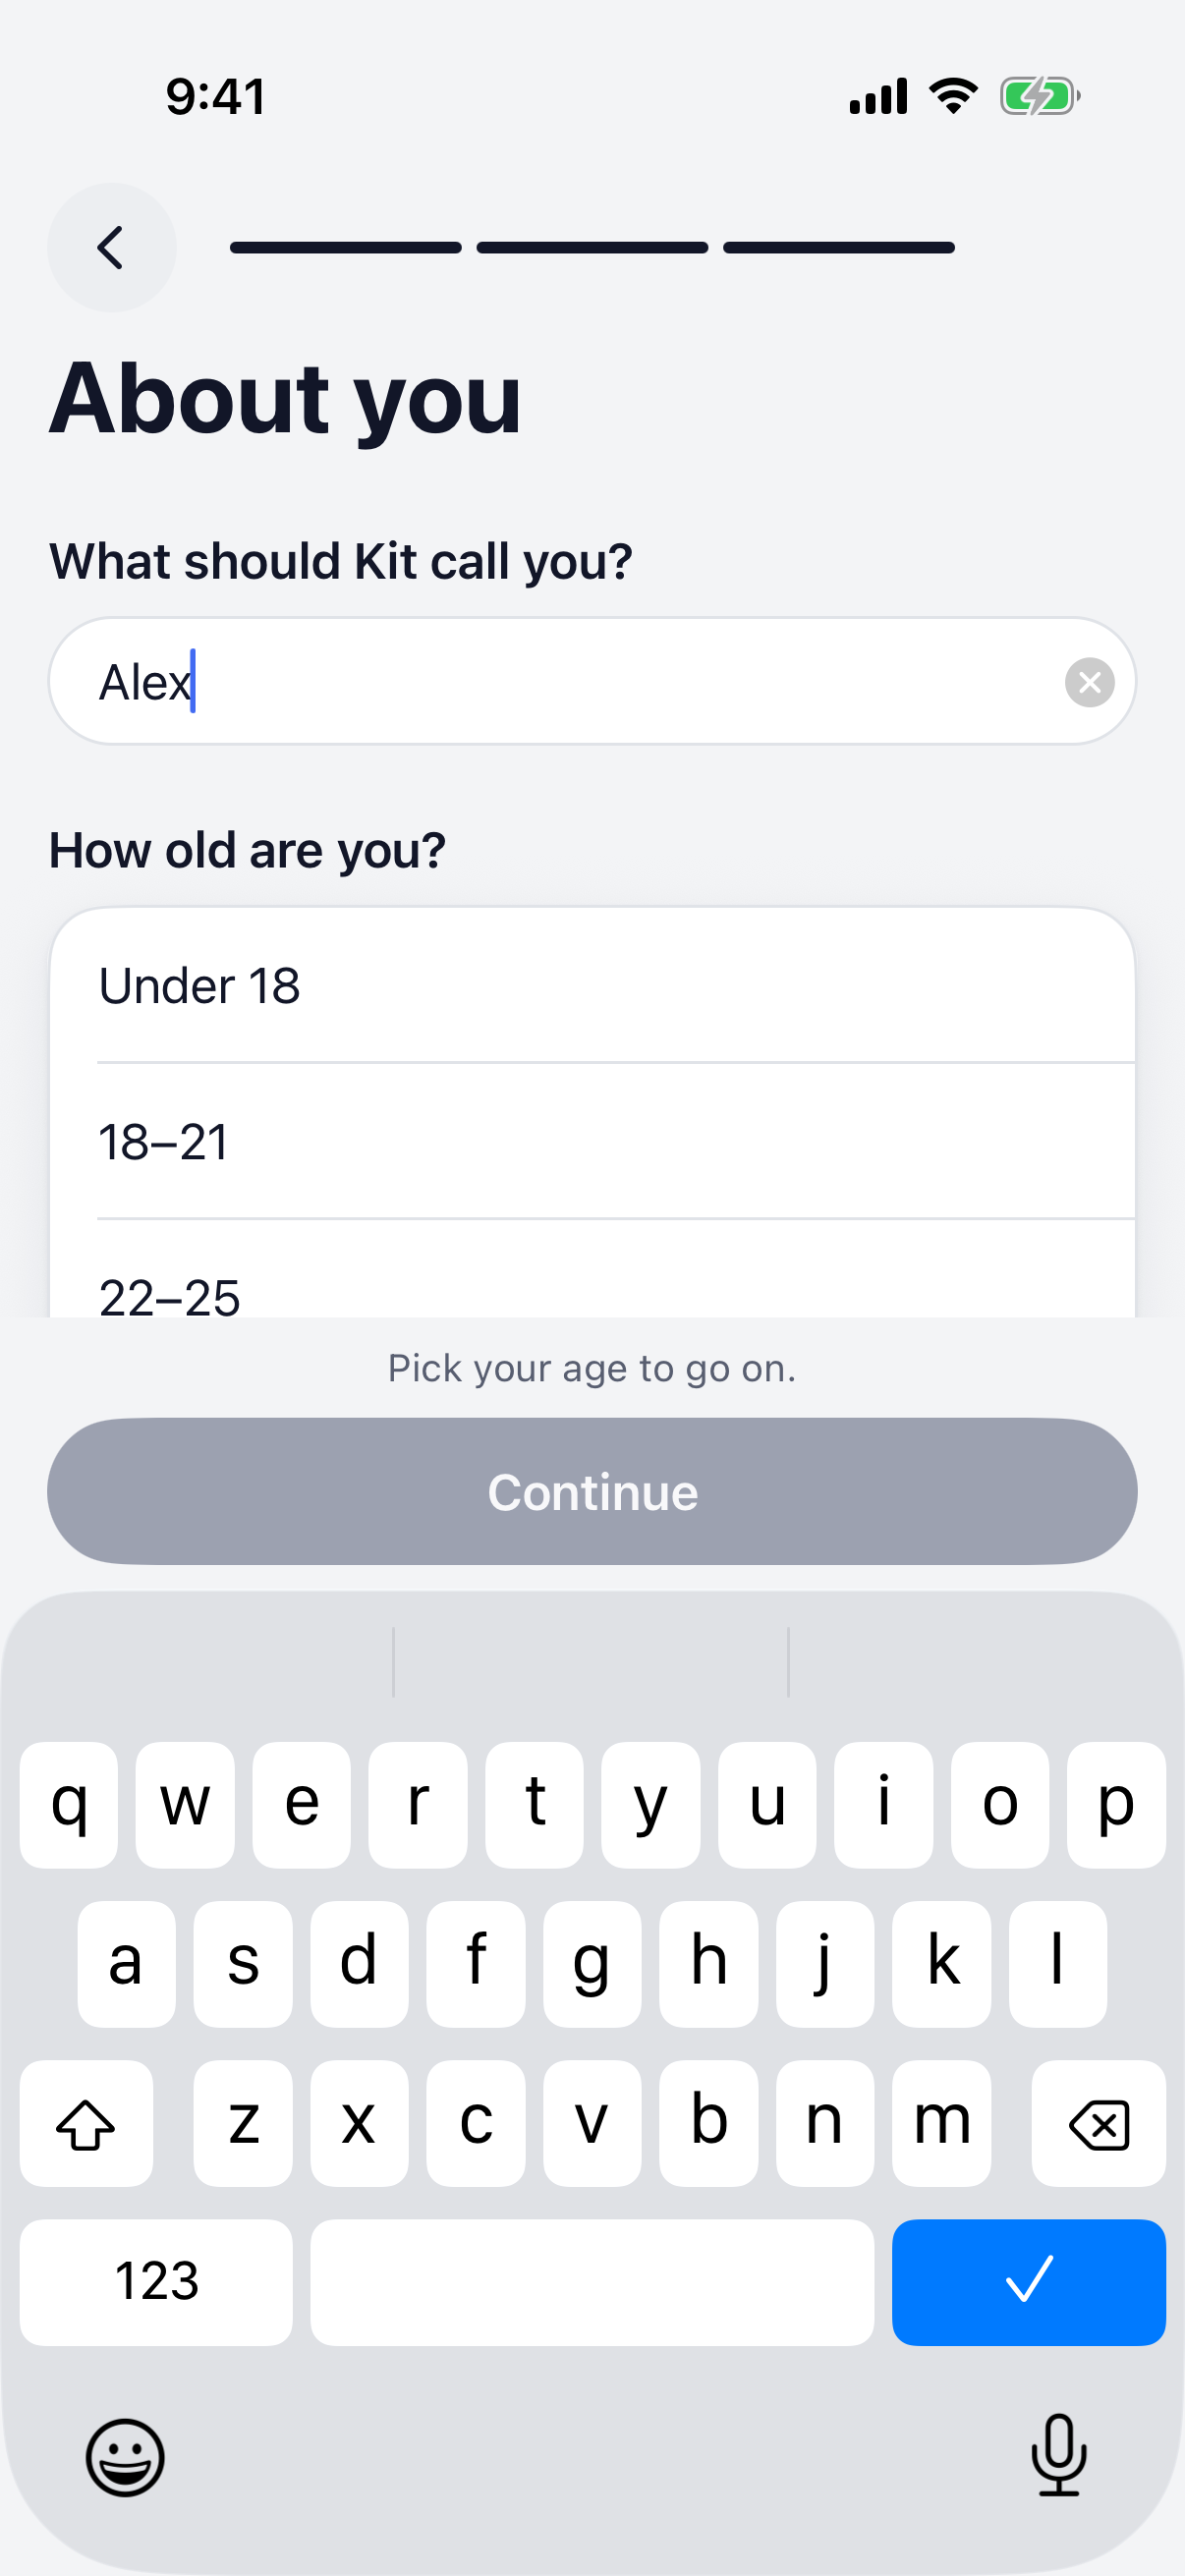 9:41
About you
What should Kit call you?
Alex
How old are you?
Under 18
18–21
22–25
Pick your age to go on.
Continue
q w e r t y u i o p
a s d f g h j k l
z x c v b n m
123